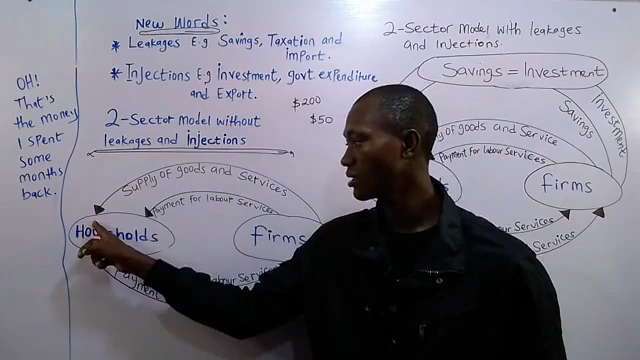 OH!
That's
the money
I spent
some
months
back.
New Words:
* Leakages E.g Savings, Taxation and
import.
* Injections E.g investment, govt. expenditure
and Export.
$200
$50
2-Sector model without
leakages and injections
Supply of goods and Services
Payment for labour Services
Households
firms
Payment
labour Services
2-Sector Model with leakages
and injections
Savings = Investment
Savings
Investment
of goods and Service
Payment for labour Services
firms
Services
Services